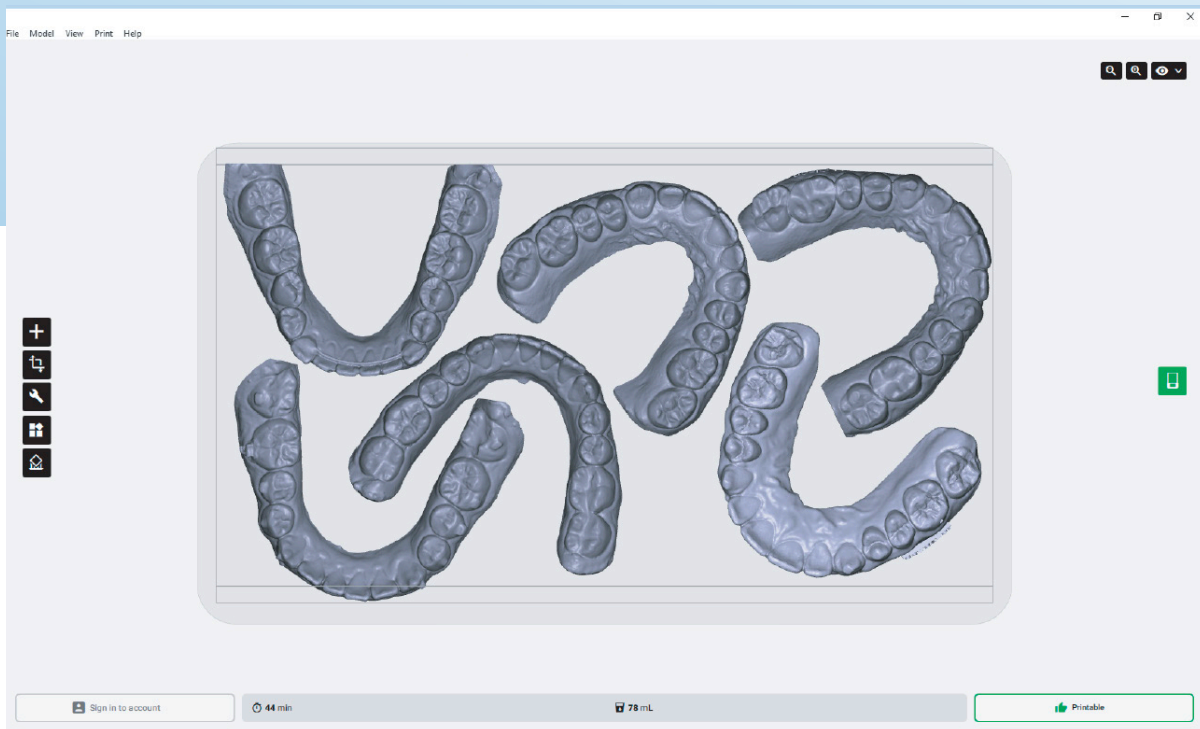 File Model View Print Help
Sign in to account
44 min
78 mL
Printable